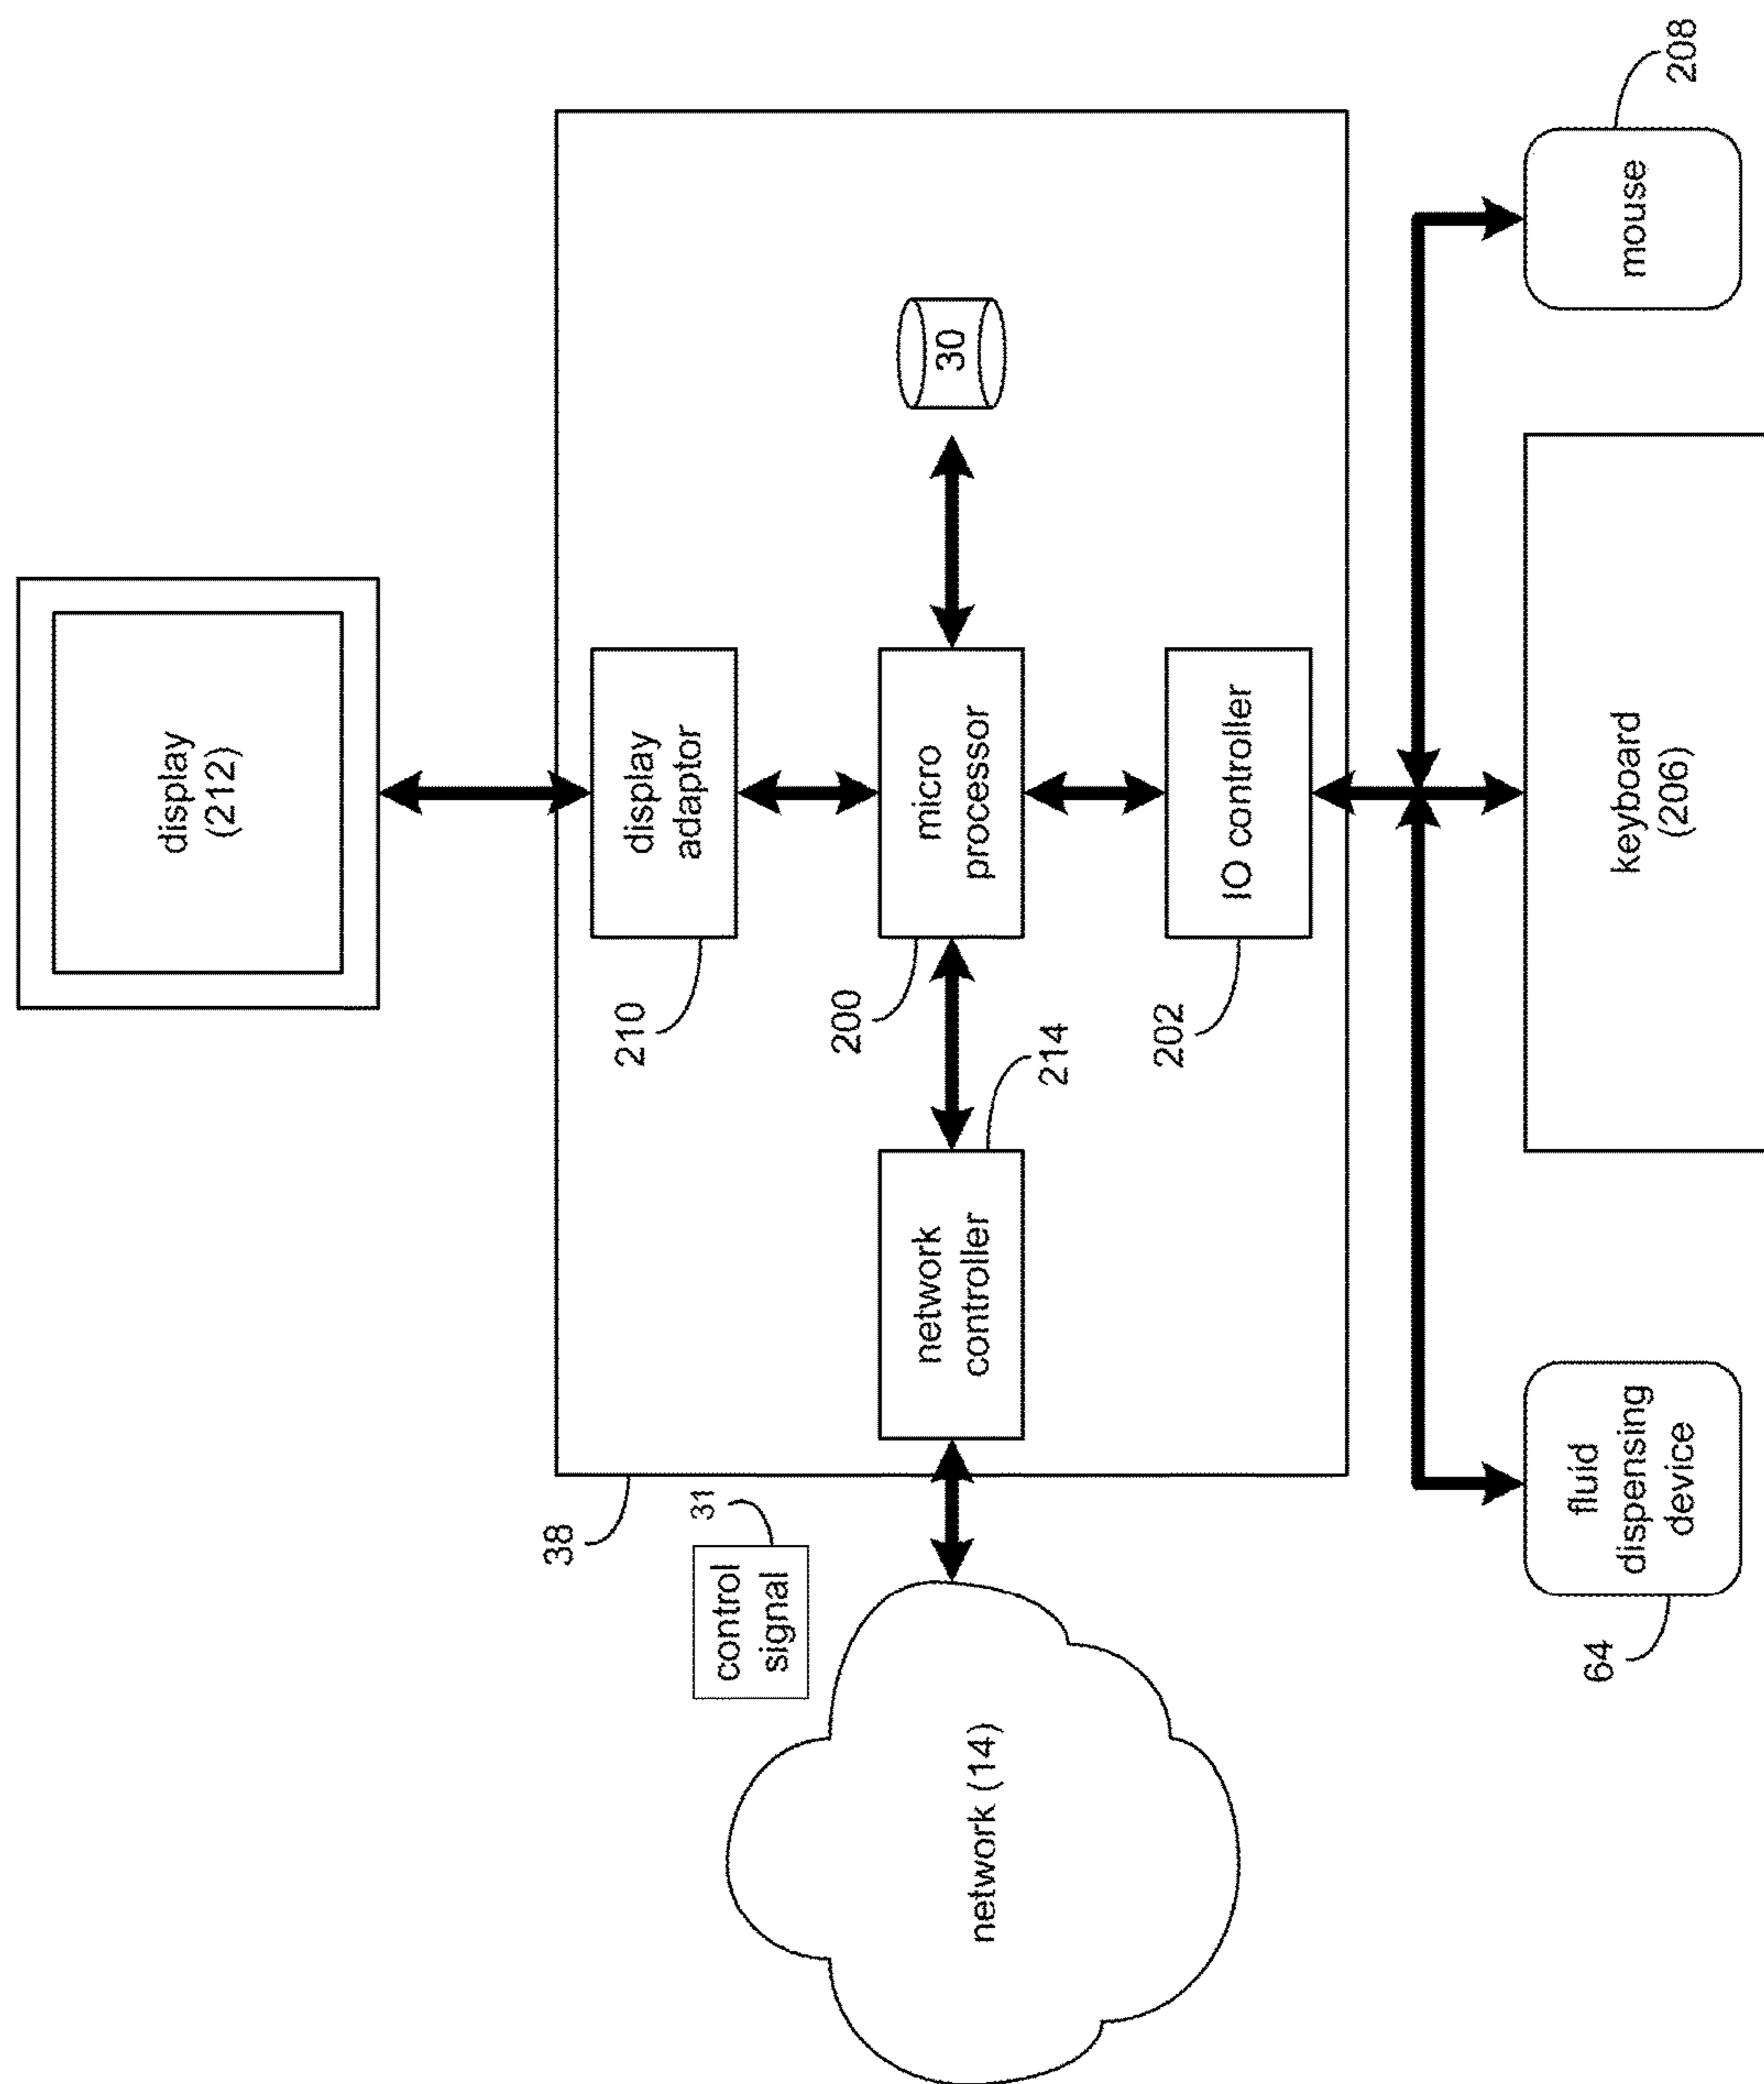 display
(212)
display
adaptor
210
micro
processor
200
30
network
controller
214
IO controller
202
38
control
signal
31
network (14)
fluid
dispensing
device
64
keyboard
(206)
mouse
208